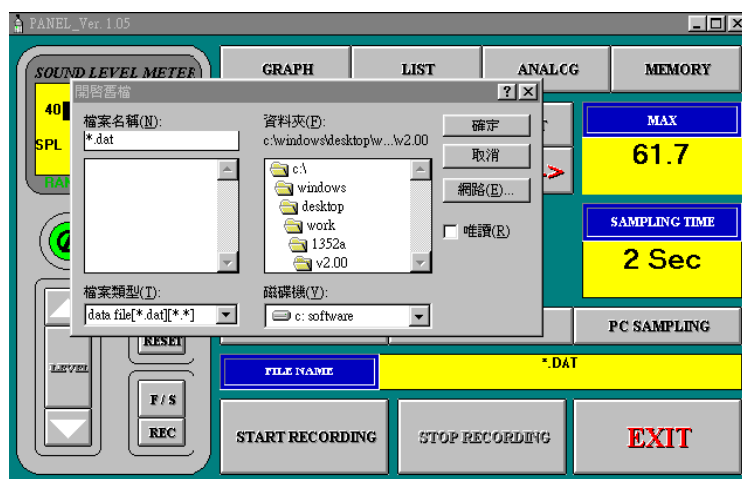 PANEL_Ver. 1.05
SOUND LEVEL METER
GRAPH
LIST
ANALCG
MEMORY
開啓舊檔
40
SPL
檔案名稱(N):
*.dat
資料夾(F):
c:\windows\desktop\w...\w2.00
c:\
windows
desktop
work
1352a
v2.00
確定
取消
網路(E)...
唯讀(R)
檔案類型(T):
data file[*.dat][*.*]
磁碟機(V):
c: software
MAX
61.7
SAMPLING TIME
2 Sec
PC SAMPLING
RESET
LEVEL
F / S
REC
FILE NAME
*.DAT
START RECORDING
STOP RECORDING
EXIT